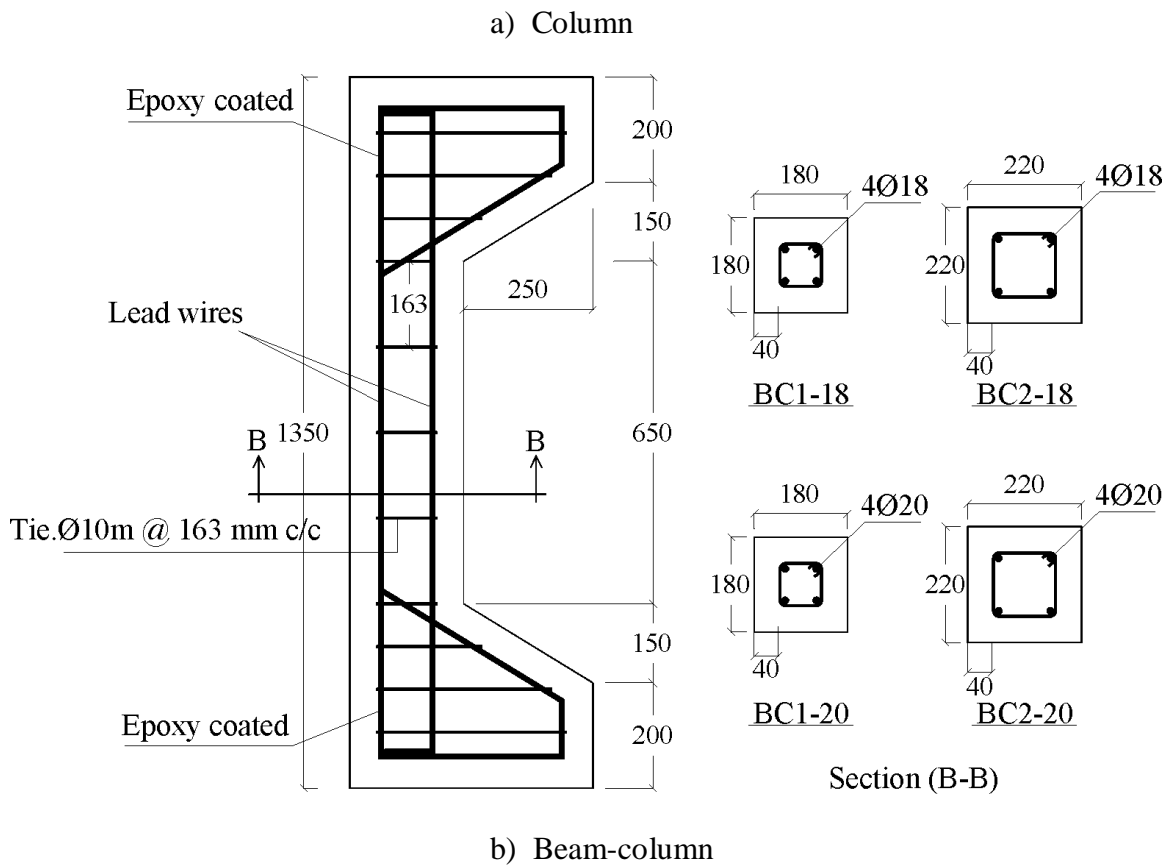 a) Column
Epoxy coated
200
150
250
163
Lead wires
1350
650
B
B
Tie.Ø10m @ 163 mm c/c
150
Epoxy coated
200
180
4Ø18
180
40
BC1-18
220
4Ø18
220
40
BC2-18
180
4Ø20
180
40
BC1-20
220
4Ø20
220
40
BC2-20
Section (B-B)
b) Beam-column